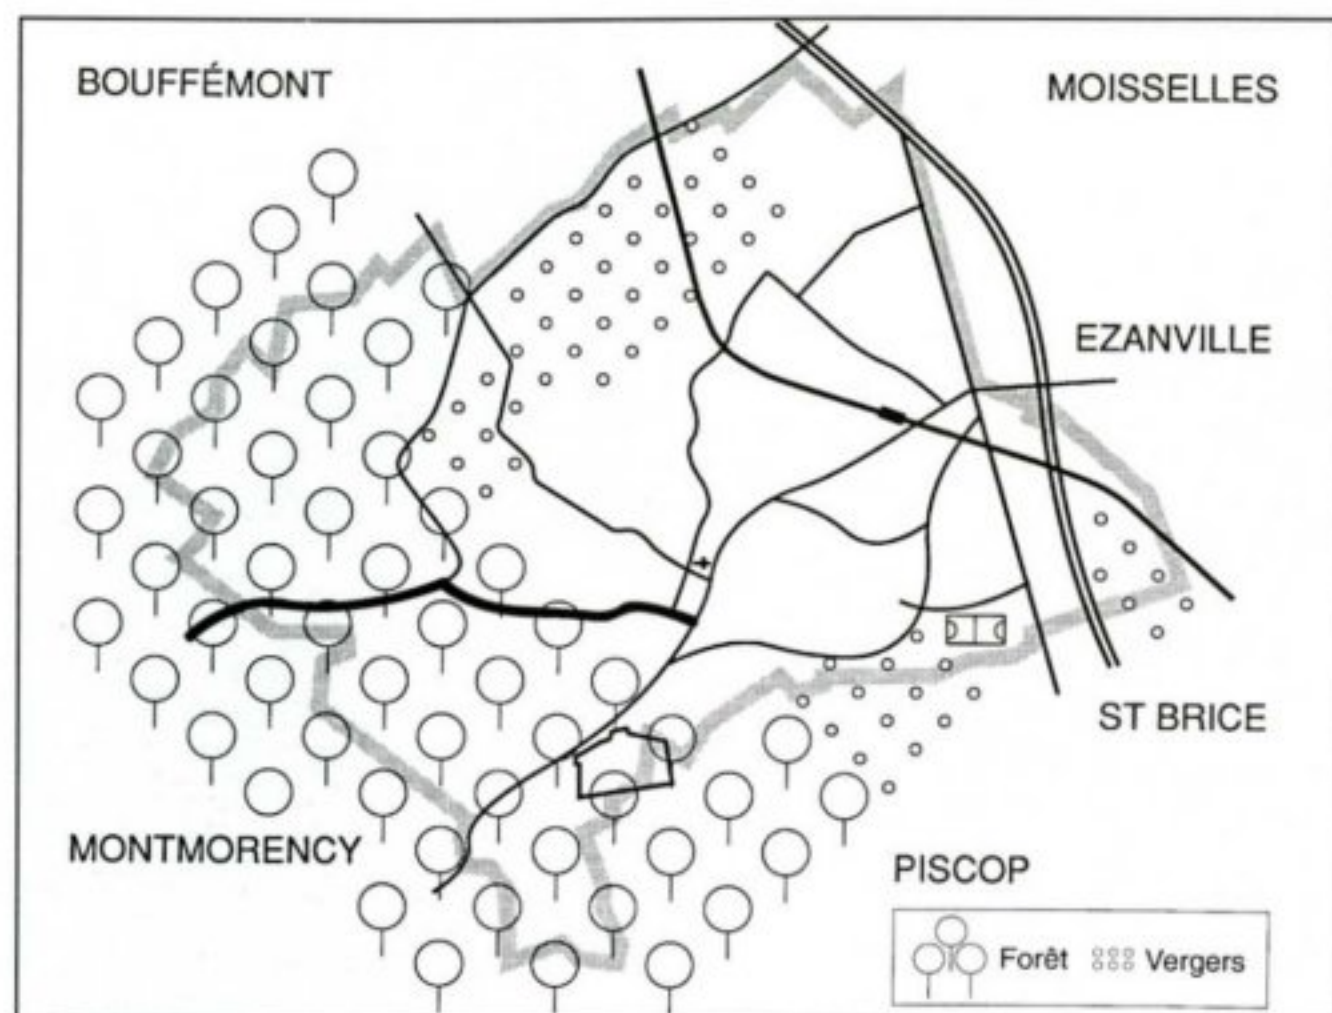 BOUFFÉMONT
MOISSELLES
EZANVILLE
ST BRICE
MONTMORENCY
PISCOP
Forêt Vergers